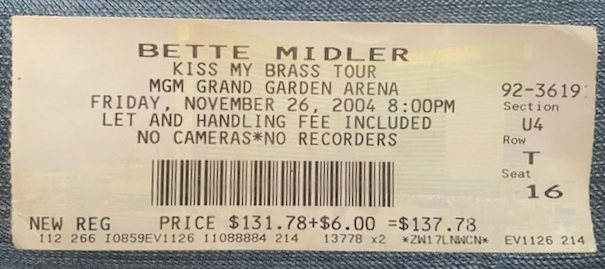 BETTE MIDLER
KISS MY BRASS TOUR
MGM GRAND GARDEN ARENA
FRIDAY, NOVEMBER 26, 2004 8:00PM
LET AND HANDLING FEE INCLUDED
NO CAMERAS*NO RECORDERS
NEW REG PRICE $131.78+$6.00 =$137.78
112 266 I0859EV1126 11088884 214 13778 x2 *ZW17LNWCN* EV1126 214
92-3619
Section
U4
Row
T
Seat
16